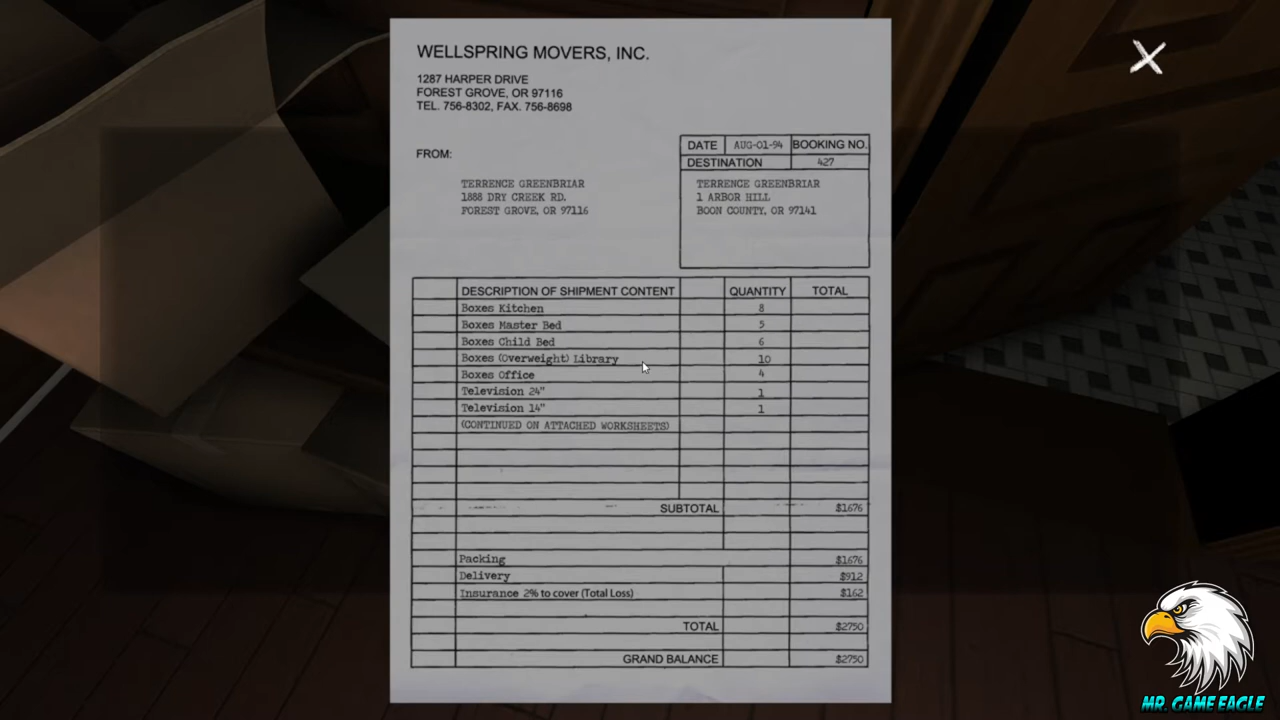 WELLSPRING MOVERS, INC.
1287 HARPER DRIVE
FOREST GROVE, OR 97116
TEL. 756-8302, FAX. 756-8698
DATE AUG-01-94 BOOKING NO.
DESTINATION 427
FROM:
TERRENCE GREENBRIAR
1888 DRY CREEK RD.
FOREST GROVE, OR 97116
TERRENCE GREENBRIAR
1 ARBOR HILL
BOON COUNTY, OR 97141
DESCRIPTION OF SHIPMENT CONTENT QUANTITY TOTAL
Boxes Kitchen 8
Boxes Master Bed 5
Boxes Child Bed 6
Boxes (Overweight) Library 10
Boxes Office 4
Television 24" 1
Television 14" 1
(CONTINUED ON ATTACHED WORKSHEETS)
SUBTOTAL $1676
Packing $1676
Delivery $912
Insurance 2% to cover (Total Loss) $162
TOTAL $2750
GRAND BALANCE $2750
MR. GAME EAGLE